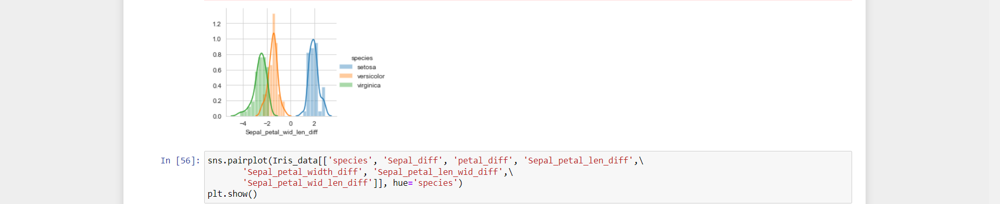 1.2
1.0
0.8
0.6
0.4
0.2
0.0
−4 −2 0 2
Sepal_petal_wid_len_diff
species
setosa
versicolor
virginica
In [56]: sns.pairplot(Iris_data[['species', 'Sepal_diff', 'petal_diff', 'Sepal_petal_len_diff',\
'Sepal_petal_width_diff', 'Sepal_petal_len_wid_diff',\
'Sepal_petal_wid_len_diff']], hue='species')
plt.show()